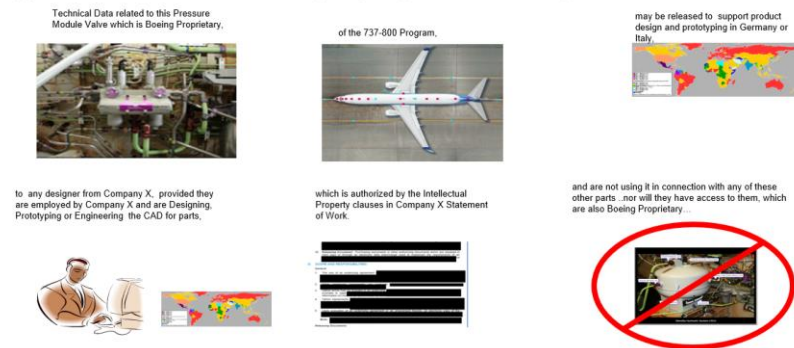 Technical Data related to this Pressure
Module Valve which is Boeing Proprietary,
of the 737-800 Program,
may be released to support product
design and prototyping in Germany or
Italy,
to any designer from Company X, provided they
are employed by Company X and are Designing,
Prototyping or Engineering the CAD for parts,
which is authorized by the Intellectual
Property clauses in Company X Statement
of Work.
and are not using it in connection with any of these
other parts ..nor will they have access to them, which
are also Boeing Proprietary…